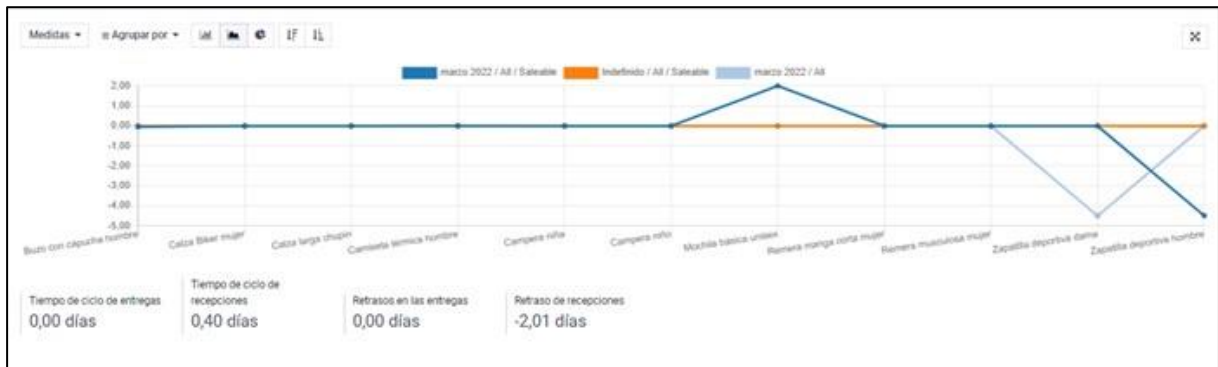 Medidas
Agrupar por
marzo 2022 / All / Saleable
Indefinido / All / Saleable
marzo 2022 / All
2.00
1.00
0.00
-1.00
-2.00
-3.00
-4.00
-5.00
Buzo con capucha hombre
Calza Biker mujer
Calza larga chupin
Camiseta térmica hombre
Campera niña
Campera niño
Mochila básica unisex
Remera manga corta mujer
Remera musculosa mujer
Zapatilla deportiva dama
Zapatilla deportiva hombre
Tiempo de ciclo de entregas
0,00 días
Tiempo de ciclo de
recepciones
0,40 días
Retrasos en las entregas
0,00 días
Retraso de recepciones
-2,01 días